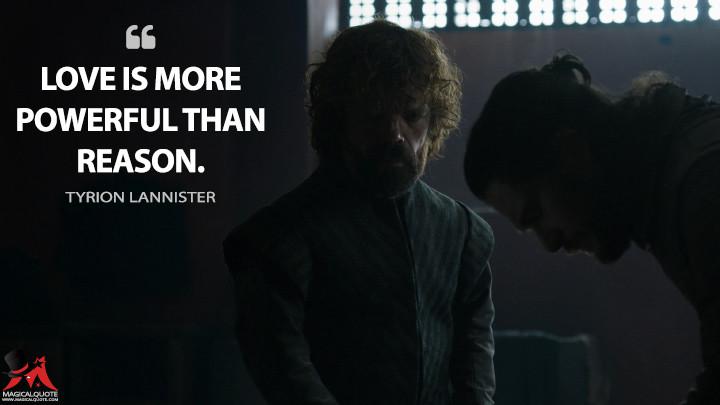 ❝
LOVE IS MORE
POWERFUL THAN
REASON.
TYRION LANNISTER
MAGICALQUOTE
WWW.MAGICALQUOTE.COM